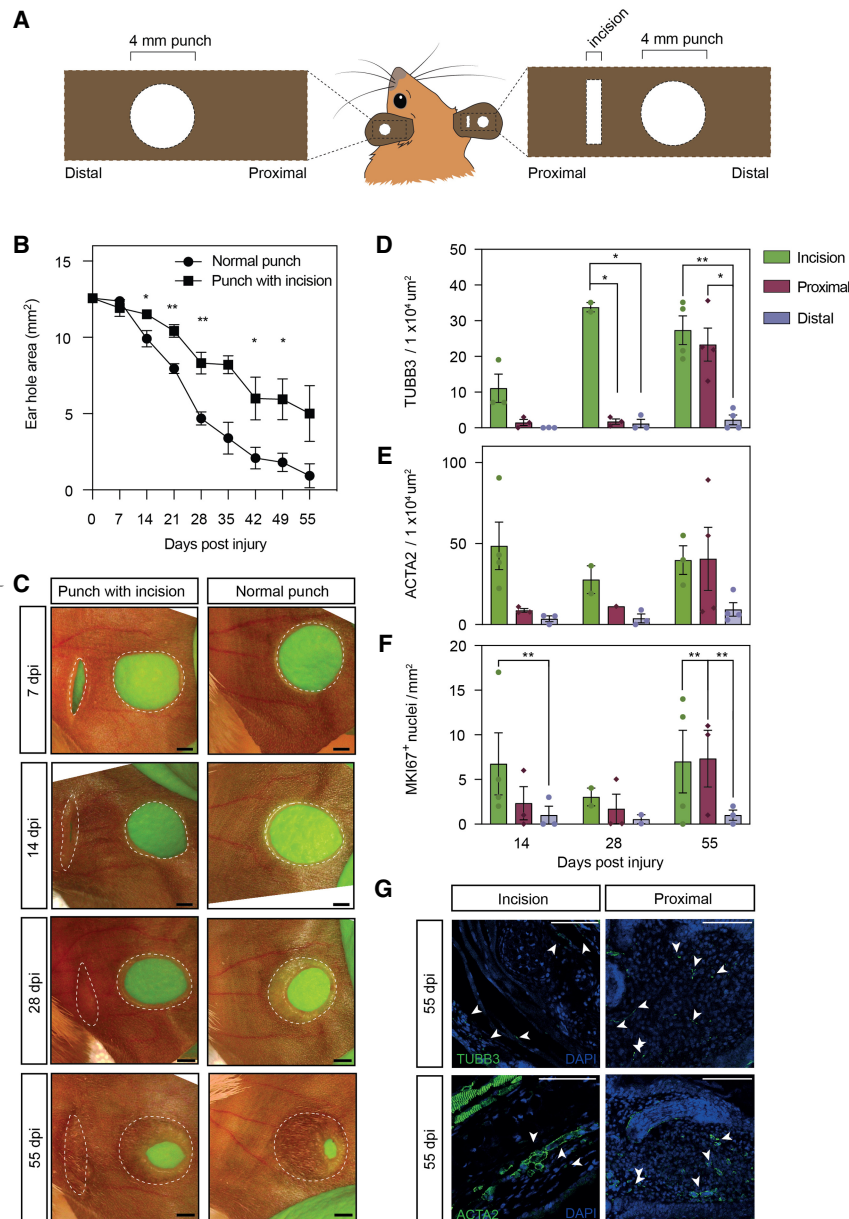 A
4 mm punch
Distal
Proximal
incision
4 mm punch
Proximal
Distal
B
Ear hole area (mm²)
15
10
5
0
Normal punch
Punch with incision
*
**
**
*
*
0 7 14 21 28 35 42 49 55
Days post injury
C
Punch with incision
Normal punch
7 dpi
14 dpi
28 dpi
55 dpi
D
TUBB3 / 1 x10⁴um²
50
40
30
20
10
0
*
*
**
*
Incision
Proximal
Distal
E
ACTA2 / 1 x10⁴um²
100
50
0
F
MKI67⁺ nuclei/mm²
20
15
10
5
0
**
**
**
14 28 55
Days post injury
G
Incision
Proximal
55 dpi
TUBB3
DAPI
55 dpi
ACTA2
DAPI